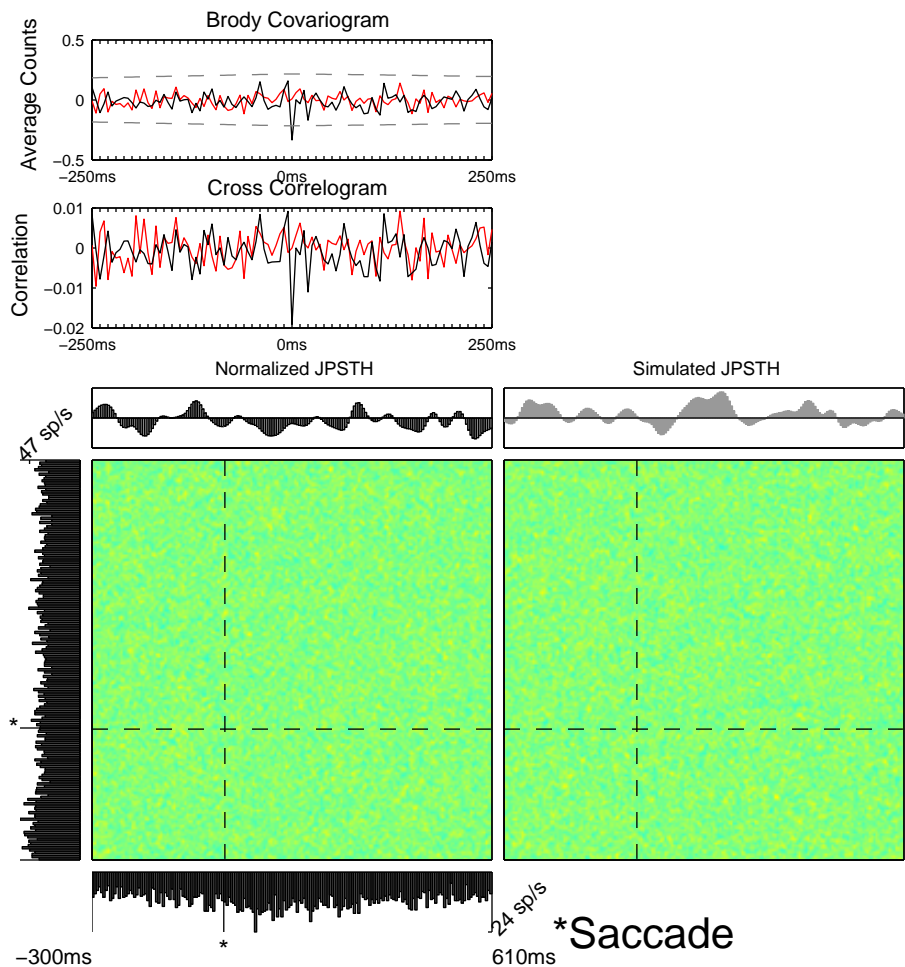 Brody Covariogram
Average Counts
0.5
0
−0.5
−250ms 0ms 250ms
Cross Correlogram
Correlation
0.01
0
−0.01
−0.02
−250ms 0ms 250ms
Normalized JPSTH Simulated JPSTH
47 sp/s
*
24 sp/s
*
*Saccade
−300ms 610ms